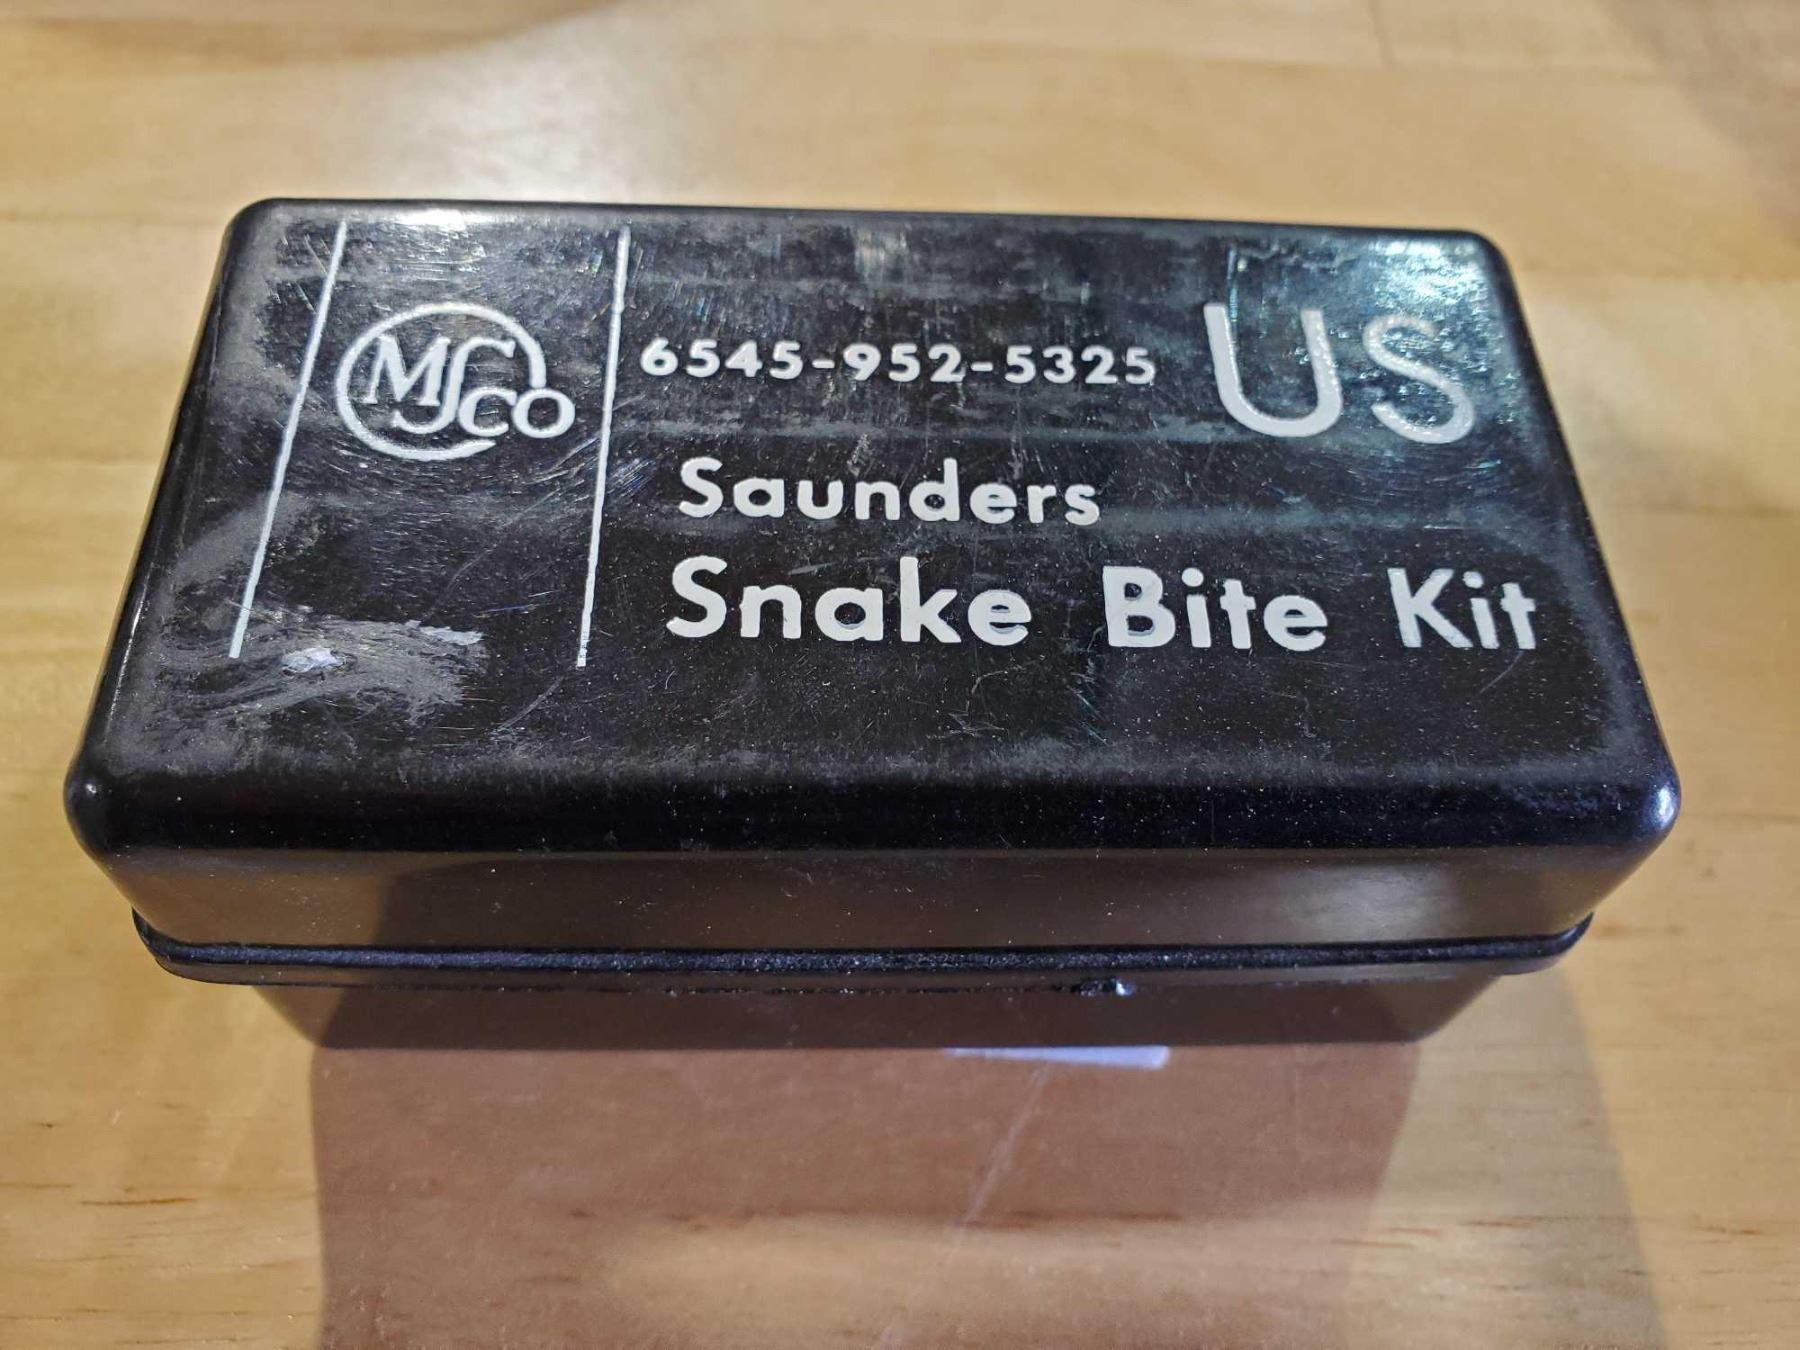 MSCo
6545-952-5325
US
Saunders
Snake Bite Kit